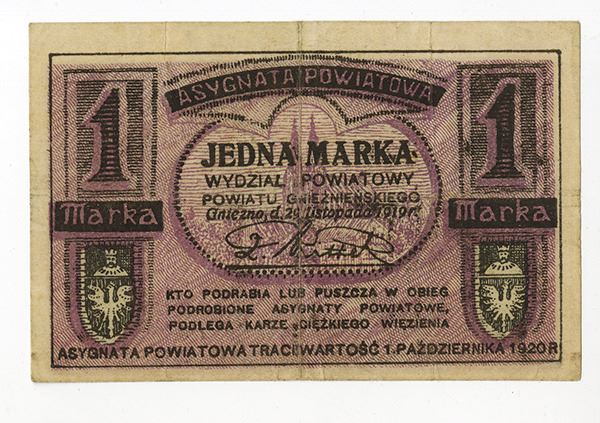 ASYGNATA POWIATOWA
1
1
JEDNA MARKA
WYDZIAŁ POWIATOWY
POWIATU GNIEŹNIEŃSKIEGO
Gniezno, d. 29 listopada 1919 r.
Marka
Marka
KTO PODRABIA LUB PUSZCZA W OBIEG
PODROBIONE ASYGNATY POWIATOWE,
PODLEGA KARZE CIĘŻKIEGO WIĘZIENIA
ASYGNATA POWIATOWA TRACI WARTOŚĆ 1. PAŹDZIERNIKA 1920 R